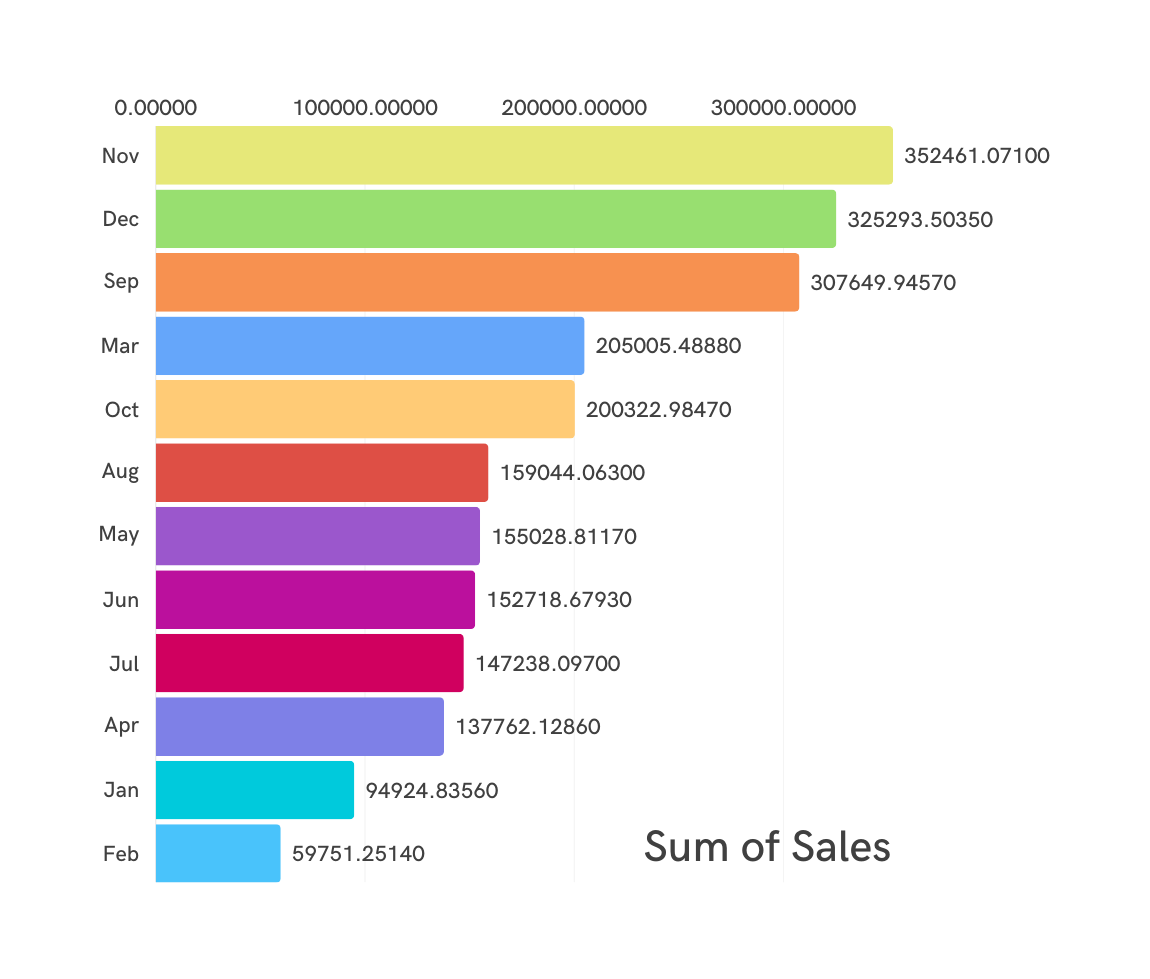 0.00000 100000.00000 200000.00000 300000.00000
Nov 352461.07100
Dec 325293.50350
Sep 307649.94570
Mar 205005.48880
Oct 200322.98470
Aug 159044.06300
May 155028.81170
Jun 152718.67930
Jul 147238.09700
Apr 137762.12860
Jan 94924.83560
Feb 59751.25140
Sum of Sales